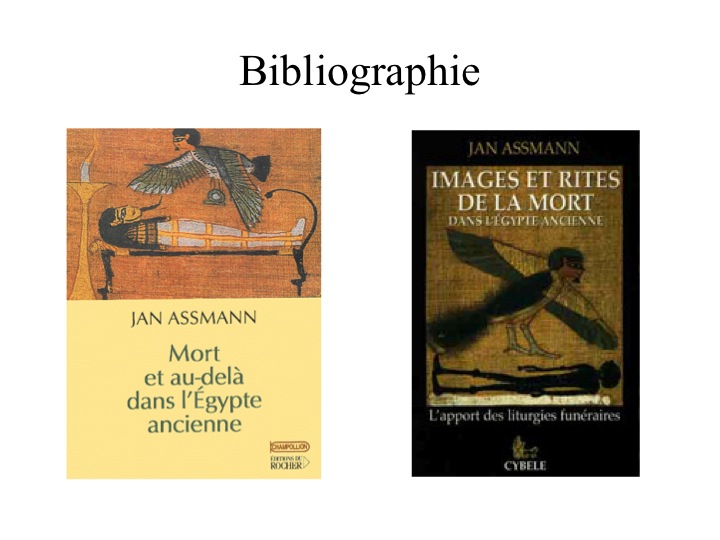 Bibliographie
JAN ASSMANN
Mort
et au-delà
dans l'Égypte
ancienne
CHAMPOLLION
ÉDITIONS DU
ROCHER
JAN ASSMANN
IMAGES ET RITES
DE LA MORT
DANS L'ÉGYPTE ANCIENNE
L'apport des liturgies funéraires
CYBELE